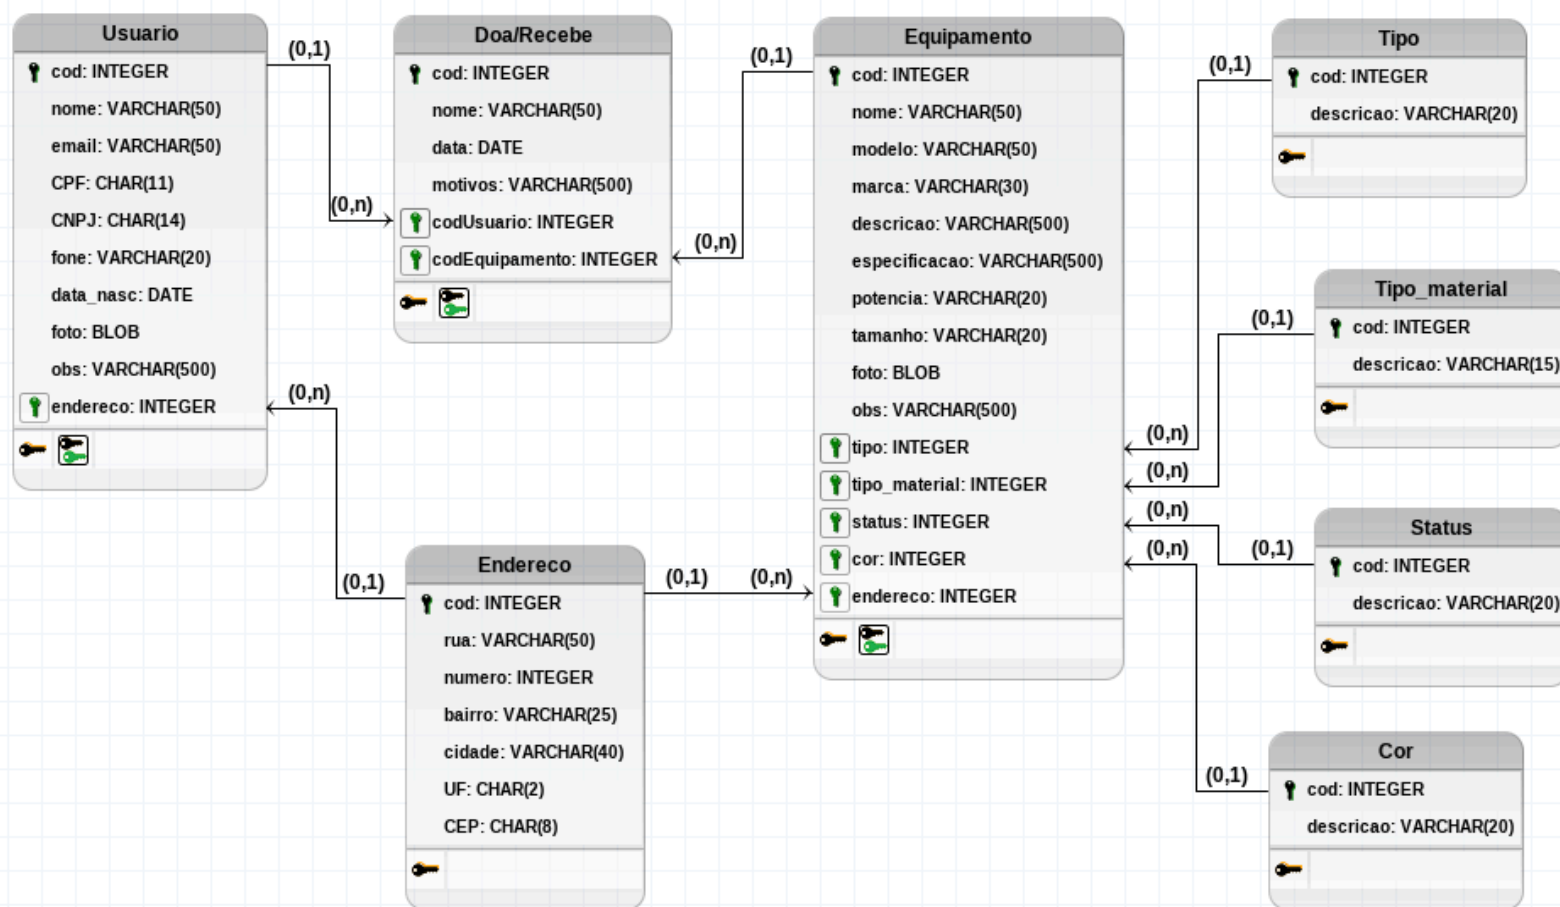 Usuario
cod: INTEGER
nome: VARCHAR(50)
email: VARCHAR(50)
CPF: CHAR(11)
CNPJ: CHAR(14)
fone: VARCHAR(20)
data_nasc: DATE
foto: BLOB
obs: VARCHAR(500)
endereco: INTEGER
(0,1)
(0,n)
Doa/Recebe
cod: INTEGER
nome: VARCHAR(50)
data: DATE
motivos: VARCHAR(500)
codUsuario: INTEGER
codEquipamento: INTEGER
(0,1)
(0,n)
(0,n)
(0,1)
Endereco
cod: INTEGER
rua: VARCHAR(50)
numero: INTEGER
bairro: VARCHAR(25)
cidade: VARCHAR(40)
UF: CHAR(2)
CEP: CHAR(8)
(0,1)
(0,n)
Equipamento
cod: INTEGER
nome: VARCHAR(50)
modelo: VARCHAR(50)
marca: VARCHAR(30)
descricao: VARCHAR(500)
especificacao: VARCHAR(500)
potencia: VARCHAR(20)
tamanho: VARCHAR(20)
foto: BLOB
obs: VARCHAR(500)
tipo: INTEGER
tipo_material: INTEGER
status: INTEGER
cor: INTEGER
endereco: INTEGER
(0,1)
(0,1)
(0,n)
(0,n)
(0,n)
(0,1)
(0,n)
(0,1)
Tipo
cod: INTEGER
descricao: VARCHAR(20)
Tipo_material
cod: INTEGER
descricao: VARCHAR(15)
Status
cod: INTEGER
descricao: VARCHAR(20)
Cor
cod: INTEGER
descricao: VARCHAR(20)